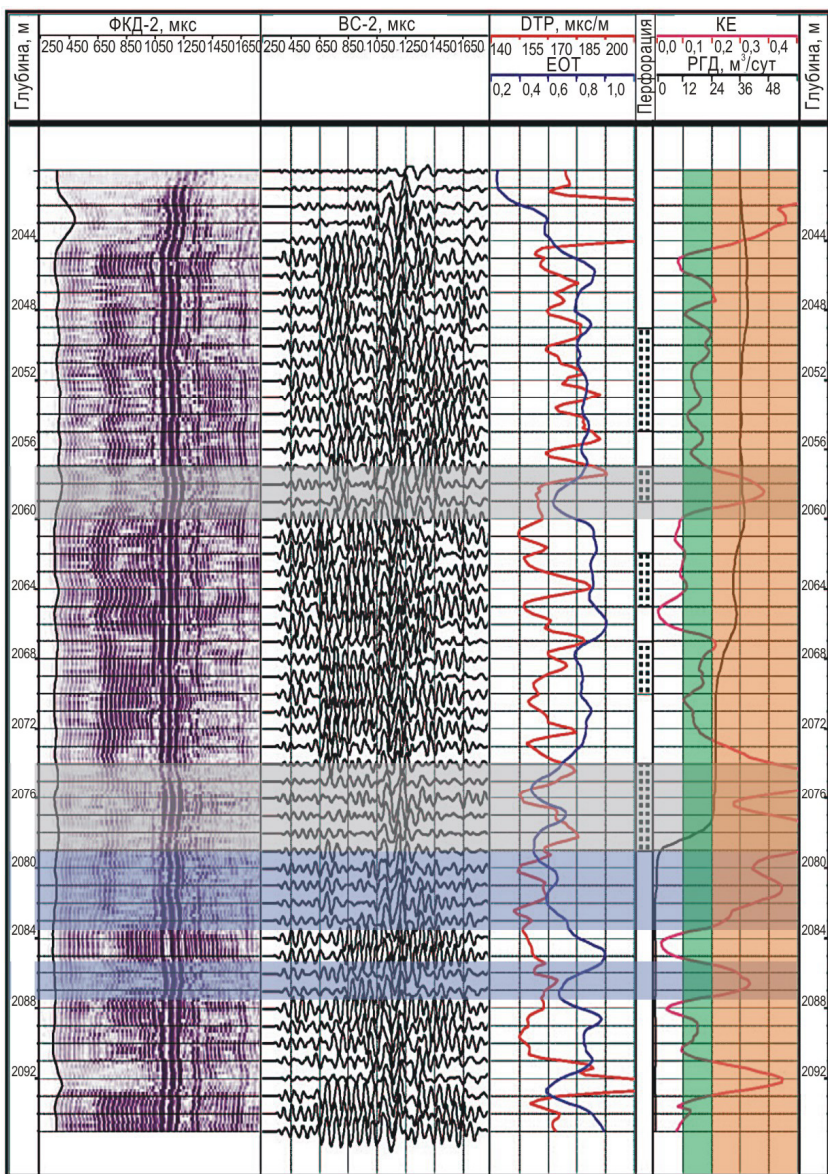 Глубина, м
ФКД-2, мкс
250 450 650 850 1050 1250 1450 1650
ВС-2, мкс
250 450 650 850 1050 1250 1450 1650
DTP, мкс/м
140 155 170 185 200
ЕОТ
0,2 0,4 0,6 0,8 1,0
Перфорация
КЕ
0,0 0,1 0,2 0,3 0,4
РГД, м³/сут
0 12 24 36 48
Глубина, м
2044 2044
2048 2048
2052 2052
2056 2056
2060 2060
2064 2064
2068 2068
2072 2072
2076 2076
2080 2080
2084 2084
2088 2088
2092 2092